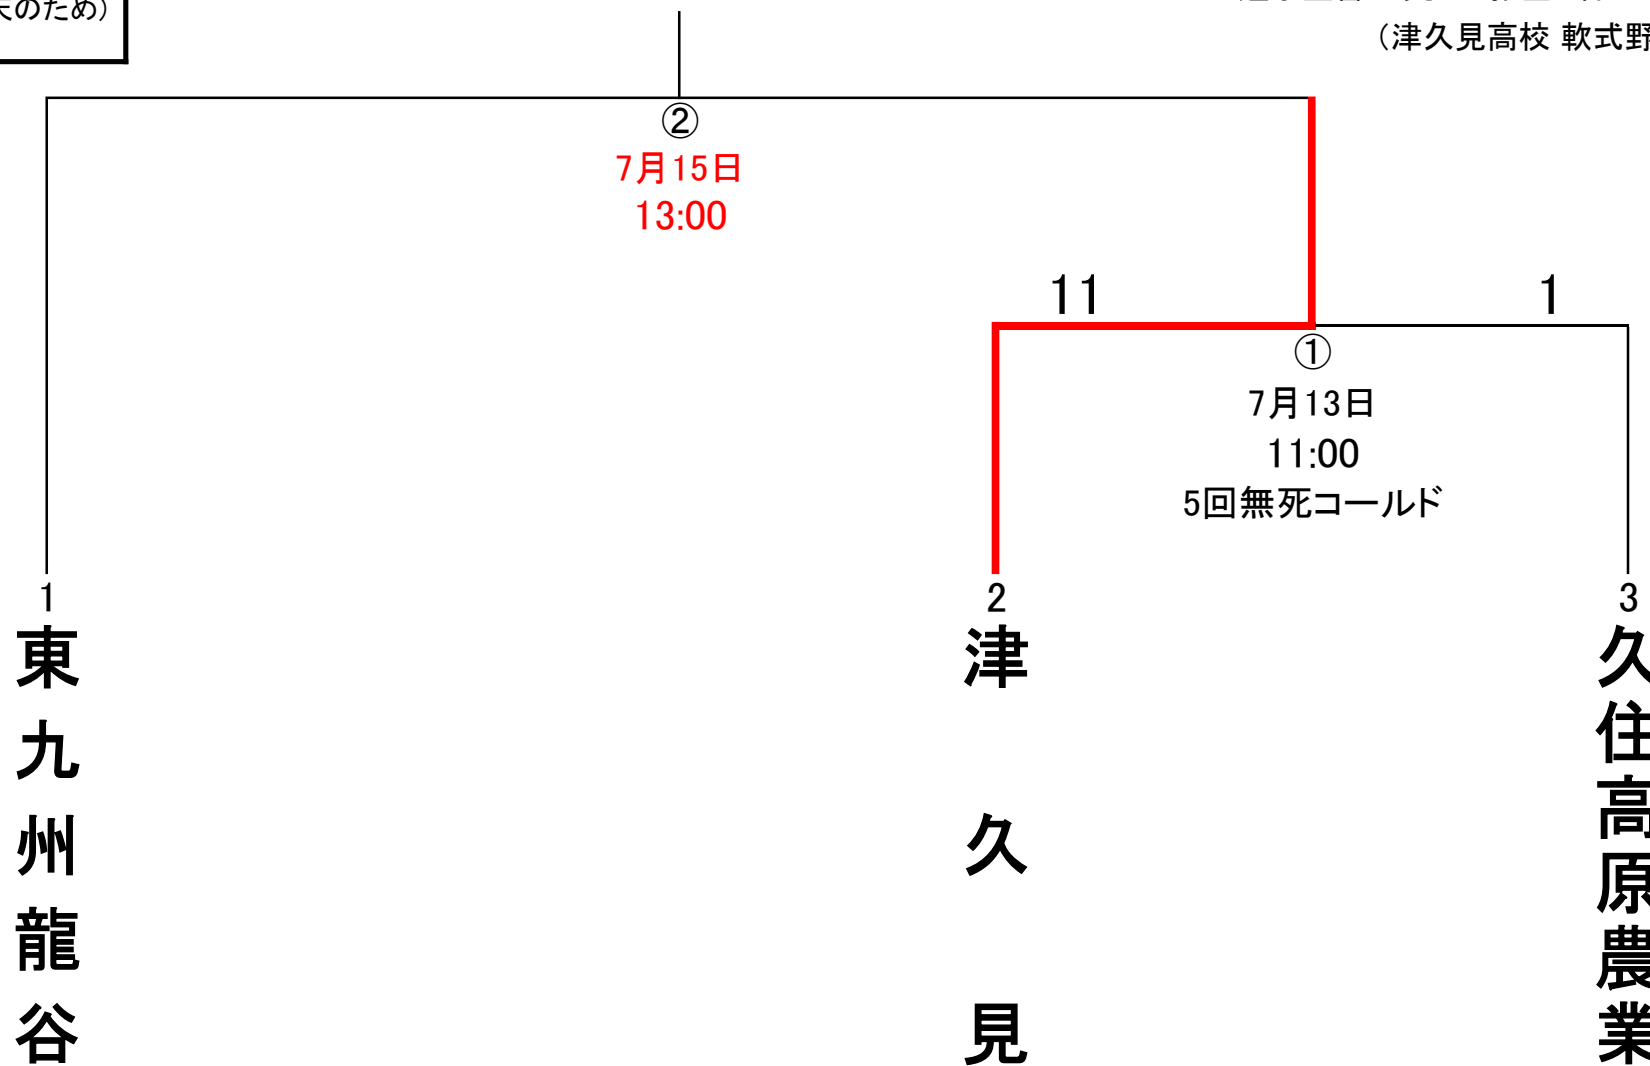 天のため）
（津久見高校 軟式野
②
7月15日
13:00
11
1
①
7月13日
11:00
5回無死コールド
1
2
3
東九州龍谷
津久見
久住高原農業